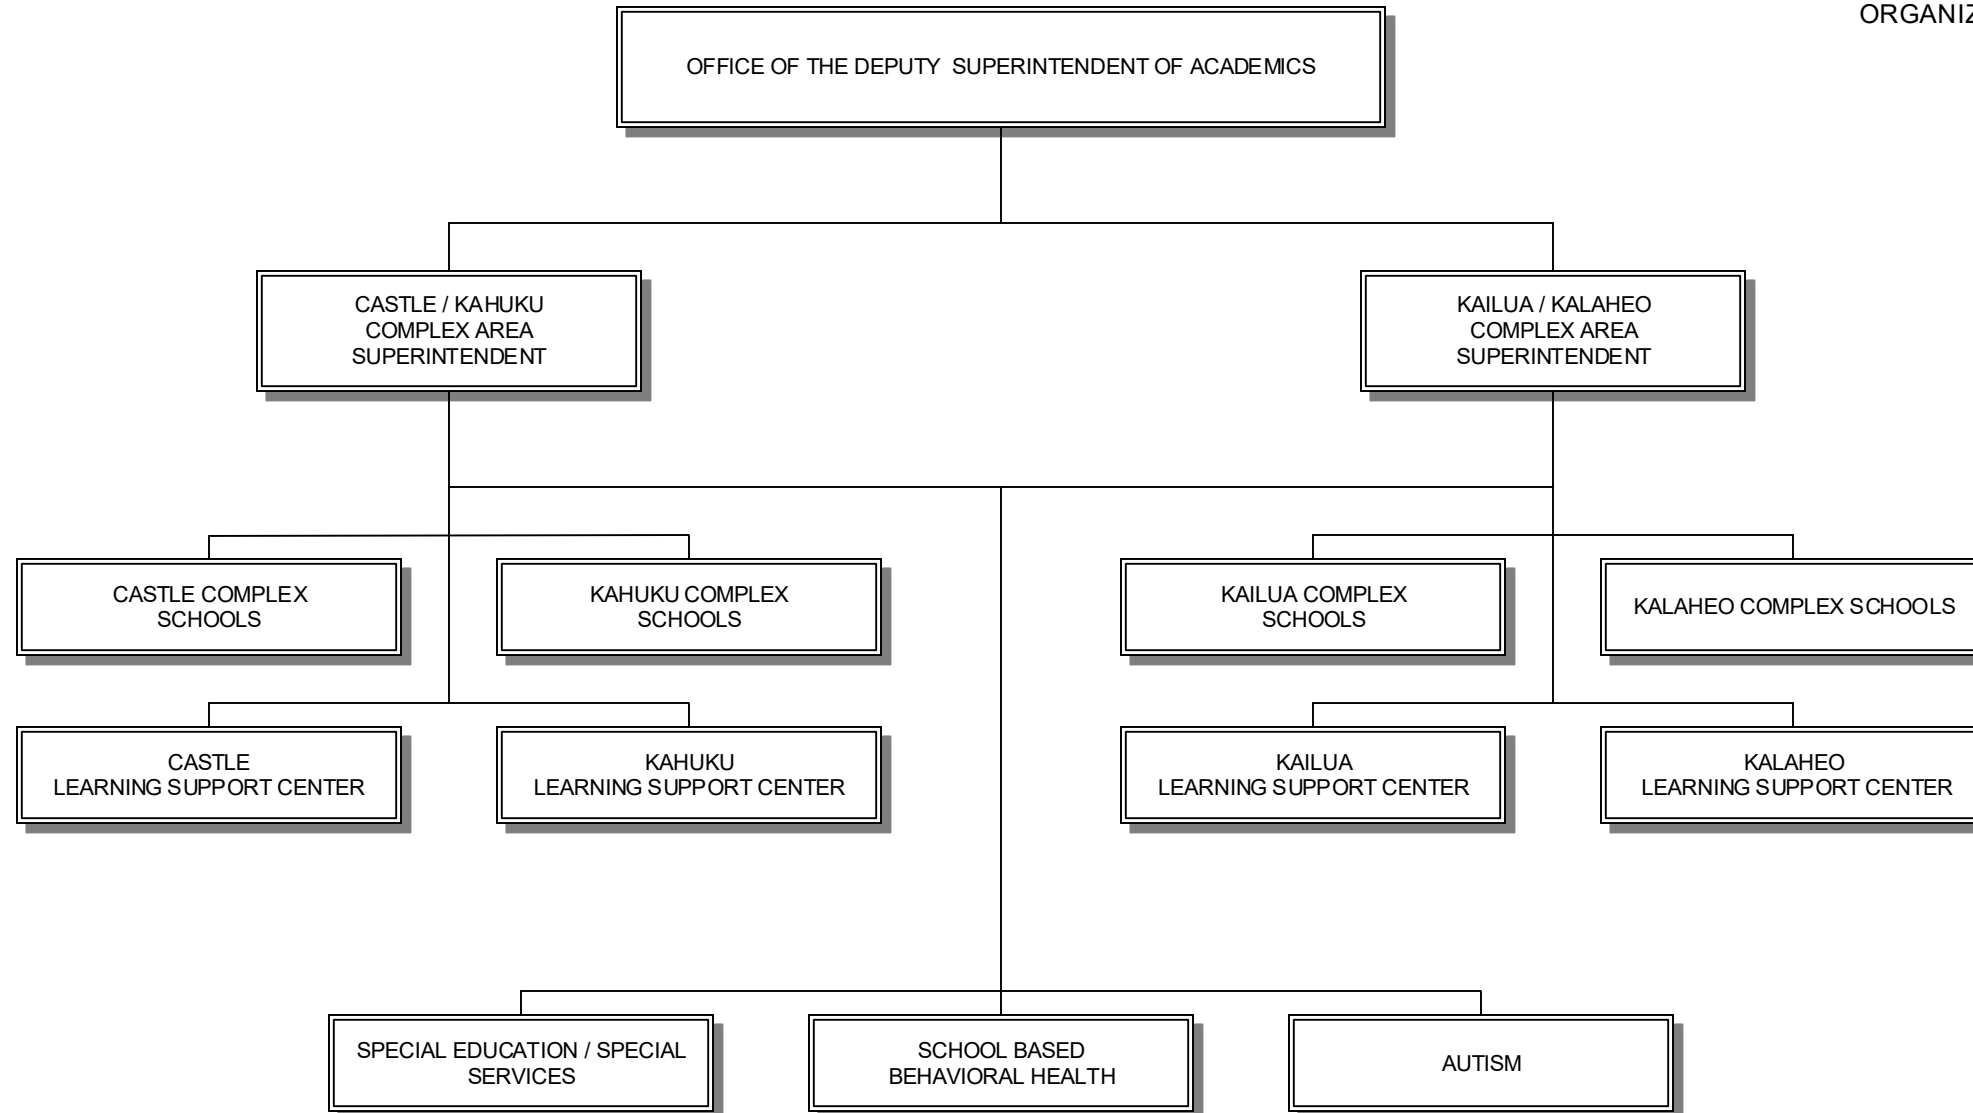 ORGANIZ
OFFICE OF THE DEPUTY SUPERINTENDENT OF ACADEMICS
CASTLE / KAHUKU
COMPLEX AREA
SUPERINTENDENT
KAILUA / KALAHEO
COMPLEX AREA
SUPERINTENDENT
CASTLE COMPLEX
SCHOOLS
KAHUKU COMPLEX
SCHOOLS
KAILUA COMPLEX
SCHOOLS
KALAHEO COMPLEX SCHOOLS
CASTLE
LEARNING SUPPORT CENTER
KAHUKU
LEARNING SUPPORT CENTER
KAILUA
LEARNING SUPPORT CENTER
KALAHEO
LEARNING SUPPORT CENTER
SPECIAL EDUCATION / SPECIAL
SERVICES
SCHOOL BASED
BEHAVIORAL HEALTH
AUTISM